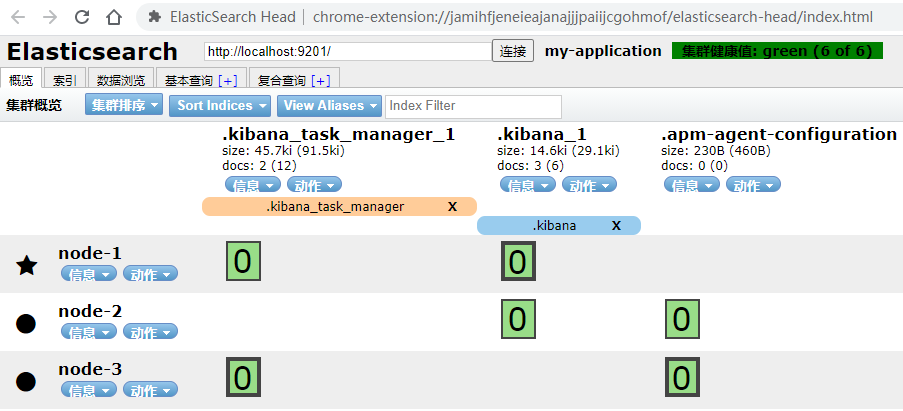 ElasticSearch Head | chrome-extension://jamihfjeneieajanajjjpaiijcgohmof/elasticsearch-head/index.html
Elasticsearch http://localhost:9201/ 连接 my-application 集群健康值: green (6 of 6)
概览 索引 数据浏览 基本查询 [+] 复合查询 [+]
集群概览 集群排序 Sort Indices View Aliases Index Filter
.kibana_task_manager_1 .kibana_1 .apm-agent-configuration
size: 45.7ki (91.5ki) size: 14.6ki (29.1ki) size: 230B (460B)
docs: 2 (12) docs: 3 (6) docs: 0 (0)
信息 动作 信息 动作 信息 动作
.kibana_task_manager X
.kibana X
node-1 0 0
信息 动作
node-2 0 0
信息 动作
node-3 0 0
信息 动作